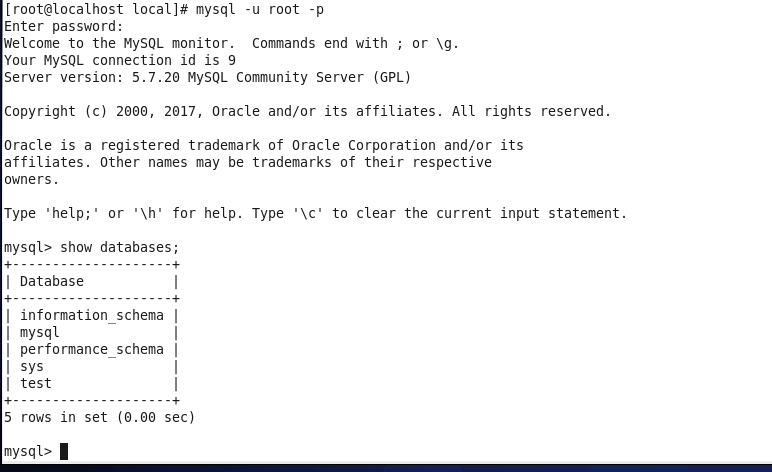 [root@localhost local]# mysql -u root -p
Enter password:
Welcome to the MySQL monitor.  Commands end with ; or \g.
Your MySQL connection id is 9
Server version: 5.7.20 MySQL Community Server (GPL)

Copyright (c) 2000, 2017, Oracle and/or its affiliates. All rights reserved.

Oracle is a registered trademark of Oracle Corporation and/or its
affiliates. Other names may be trademarks of their respective
owners.

Type 'help;' or '\h' for help. Type '\c' to clear the current input statement.

mysql> show databases;
+--------------------+
| Database           |
+--------------------+
| information_schema |
| mysql              |
| performance_schema |
| sys                |
| test               |
+--------------------+
5 rows in set (0.00 sec)

mysql>